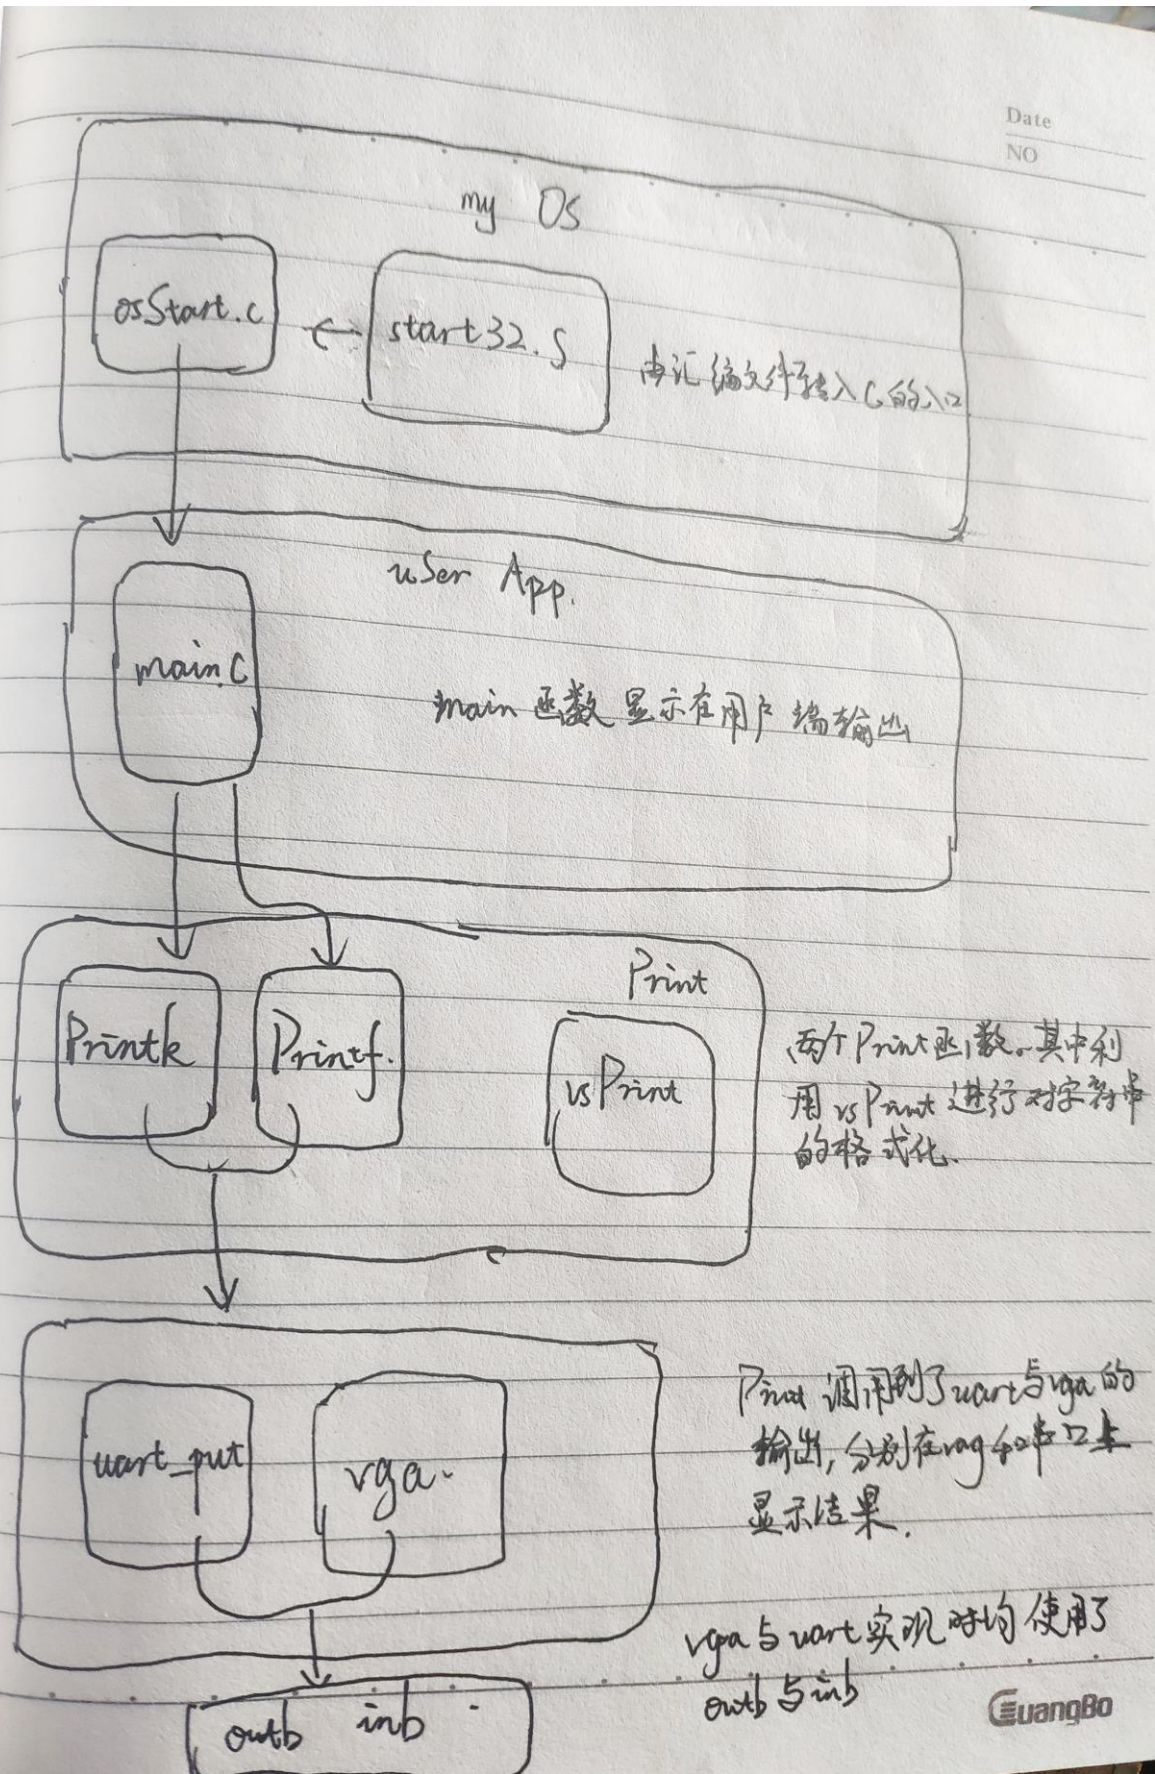 Date
NO
my OS
osStart.c
start32.S
由汇编文件转入C的入口
user App.
main.c
main函数显示在用户端输出
Print
Printk
Printf.
vsPrint
两个Print函数。其中利
用vsPrint进行对字符串
的格式化.
uart_put
vga.
Print调用到了uart与vga的
输出,分别在vag和串口上
显示结果.
vga与uart实现时均使用了
outb与inb
outb inb
GuangBo